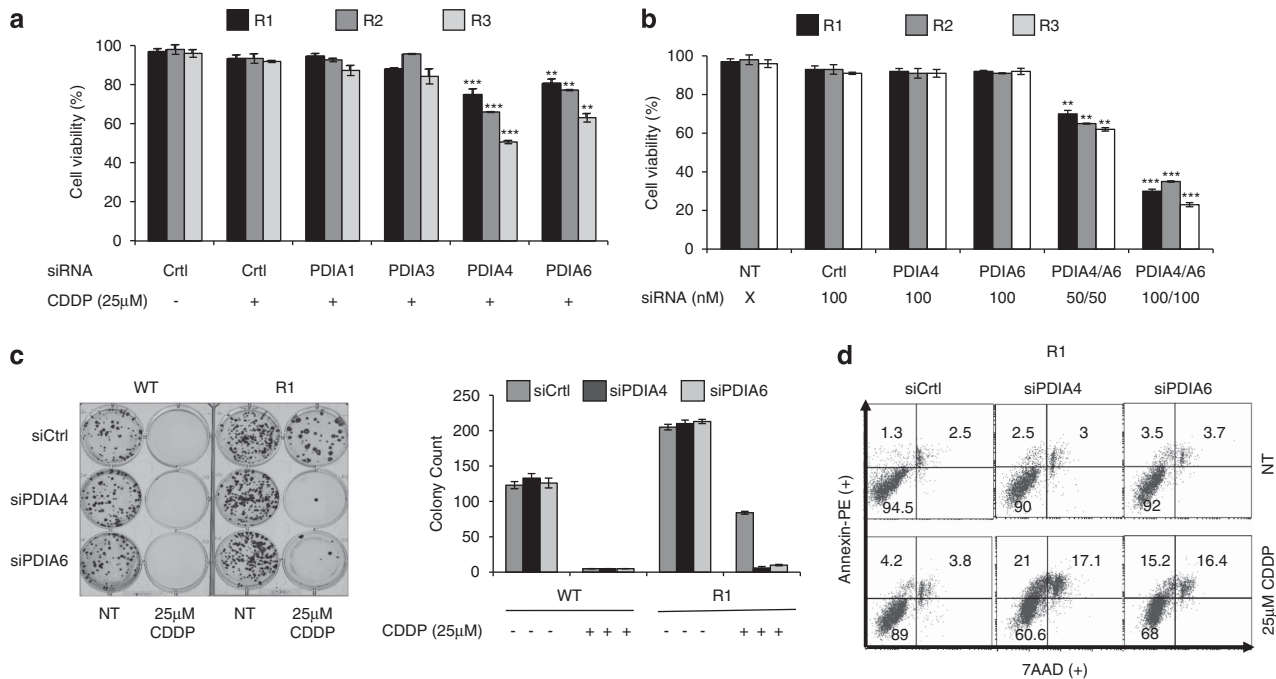 a
R1 R2 R3
Cell viability (%)
100
80
60
40
20
0
*** *** ***
** ** **
siRNA Crtl Crtl PDIA1 PDIA3 PDIA4 PDIA6
CDDP (25μM) - + + + + +
b
R1 R2 R3
Cell viability (%)
100
80
60
40
20
0
** ** **
*** *** ***
NT Crtl PDIA4 PDIA6 PDIA4/A6 PDIA4/A6
siRNA (nM) X 100 100 100 50/50 100/100
c
WT R1
siCtrl
siPDIA4
siPDIA6
NT 25μM CDDP NT 25μM CDDP
siCrtl siPDIA4 siPDIA6
Colony Count
250
200
150
100
50
0
WT R1
CDDP (25μM) - - - + + + - - - + + +
d
R1
siCrtl siPDIA4 siPDIA6
1.3 2.5 2.5 3 3.5 3.7
94.5 90 92
NT
4.2 3.8 21 17.1 15.2 16.4
89 60.6 68
25μM CDDP
Annexin-PE (+)
7AAD (+)